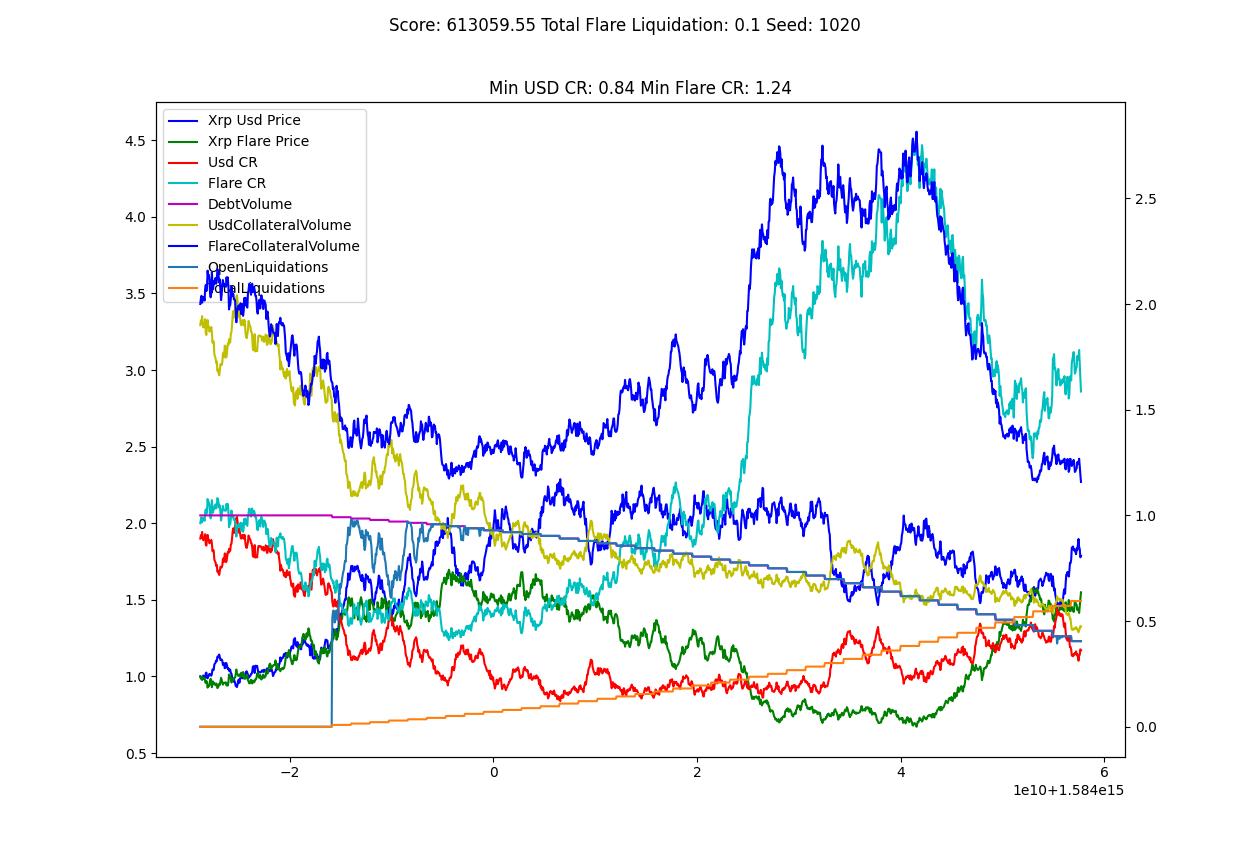 Score: 613059.55 Total Flare Liquidation: 0.1 Seed: 1020
Min USD CR: 0.84 Min Flare CR: 1.24
Xrp Usd Price
Xrp Flare Price
Usd CR
Flare CR
DebtVolume
UsdCollateralVolume
FlareCollateralVolume
OpenLiquidations
TotalLiquidations
4.5
4.0
3.5
3.0
2.5
2.0
1.5
1.0
0.5
2.5
2.0
1.5
1.0
0.5
0.0
−2
0
2
4
6
1e10+1.584e15